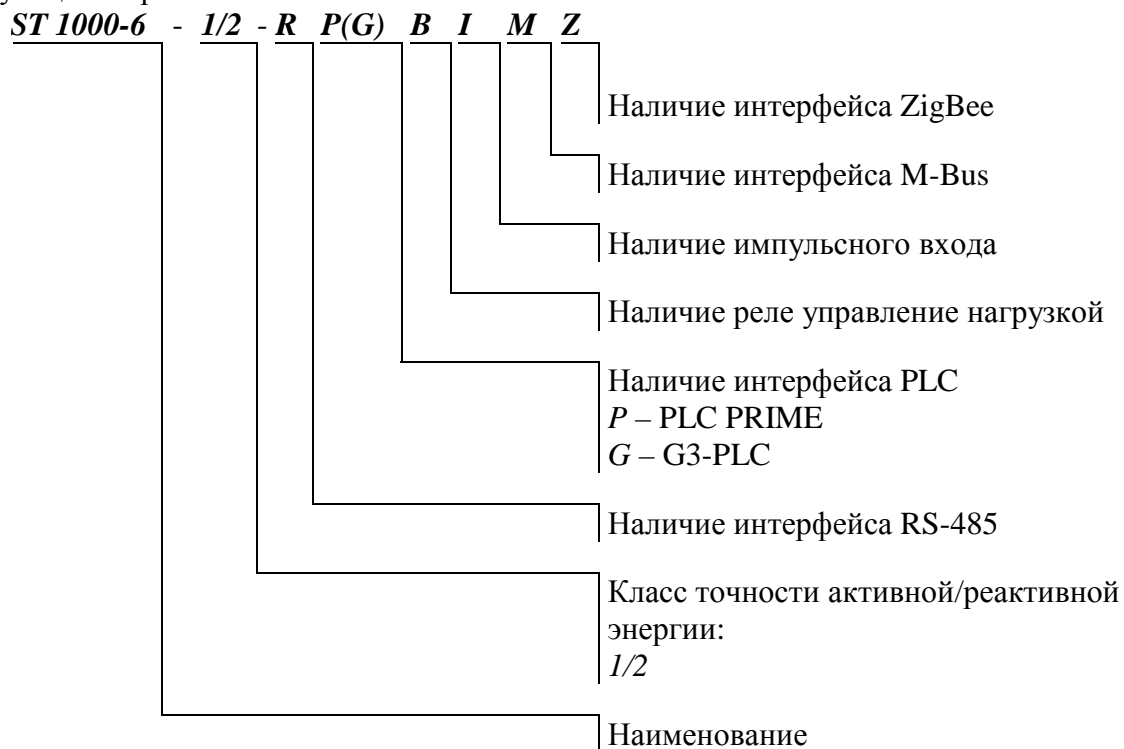 ST 1000-6 - 1/2 - R P(G) B I M Z
Наличие интерфейса ZigBee
Наличие интерфейса M-Bus
Наличие импульсного входа
Наличие реле управление нагрузкой
Наличие интерфейса PLC
P – PLC PRIME
G – G3-PLC
Наличие интерфейса RS-485
Класс точности активной/реактивной
энергии:
1/2
Наименование